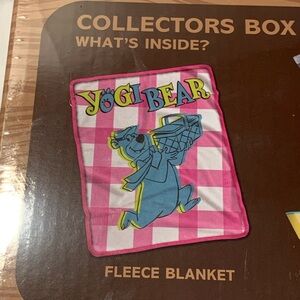 COLLECTORS BOX
WHAT'S INSIDE?
YOGI BEAR
FLEECE BLANKET